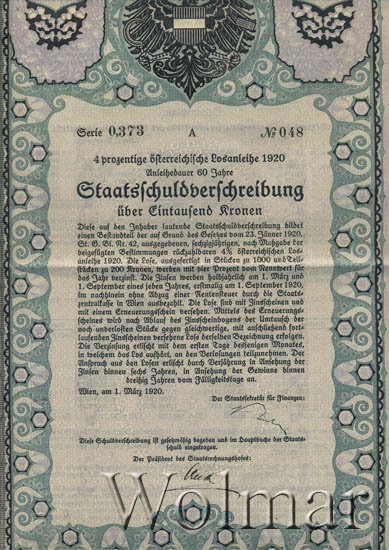 Serie 0,373 A № 048
4 prozentige österreichische Losanleihe 1920
Anleihedauer 60 Jahre
Staatsschuldverschreibung
über Eintausend Kronen
Diese auf den Inhaber lautende Staatsschuldverschreibung bildet
einen Bestandteil der auf Grund des Gesetzes vom 23. Jänner 1920,
St. G. Bl. Nr. 42, ausgegebenen, sechzigjährigen, nach Maßgabe der
beigefügten Bestimmungen rückzahlbaren 4% österreichischen Los-
anleihe 1920. Die Lose, ausgefertigt in Stücken zu 1000 und Teil-
stücken zu 200 Kronen, werden mit vier Prozent vom Nennwert für
das Jahr verzinst. Die Zinsen werden halbjährlich am 1. März und
1. September eines jeden Jahres, erstmalig am 1. September 1920,
im nachhinein ohne Abzug einer Rentensteuer durch die Staats-
zentralkasse in Wien ausbezahlt. Die Lose sind mit Zinsscheinen und
mit einem Erneuerungsschein versehen. Mittels des Erneuerungs-
scheines wird nach Ablauf des Zinsscheinbogens der Umtausch der
noch unverlosten Stücke gegen gleichwertige, mit anschließend fort-
laufenden Zinsscheinen versehene Lose derselben Bezeichnung erfolgen.
Die Verzinsung erlischt mit dem ersten Tage desjenigen Monates,
in welchem das Los aufhört, an den Verlosungen teilzunehmen. Der
Anspruch aus den Losen erlischt durch Verjährung in Ansehung der
Zinsen binnen sechs Jahren, in Ansehung der Gewinne binnen
dreißig Jahren vom Fälligkeitstage an.
Wien, am 1. März 1920.
Der Staatssekretär für Finanzen:
Diese Schuldverschreibung ist gesetzmäßig begeben und im Hauptbuche der Staats-
schuld eingetragen.
Der Präsident des Staatsrechnungshofes:
Wolmar